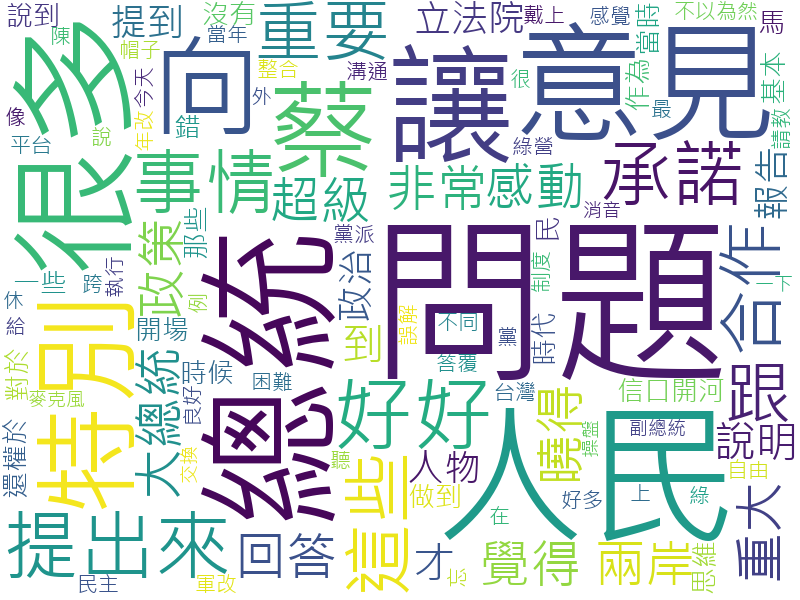 說到
提到
沒有
當年
重要
立法院
戴上
感覺
不以為然
馬
陳
帽子
整合
溝通
當時
很多
向
蔡
讓
意見
像
今天
外
很
作為
最
基本
平台
說
年改
錯
綠營
請教
事情
超級
非常感動
承諾
報告
政策
那些
消音
黨派
民
合作
一些
跨
執行
政治
制度
一下
休
例
總統
問題
給
開場
到
誤解
不同
黨
時代
特別
對於
大總統
時候
答覆
麥克風
良好
困難
好好
台灣
信口開河
跟
還權於
交換
聽
人物
人民
曉得
操盤
副總統
說明
自由
這些
做到
好多
上
綠
提出來
回答
才
在
覺得
兩岸
重大
思維
民主
軍改
忘